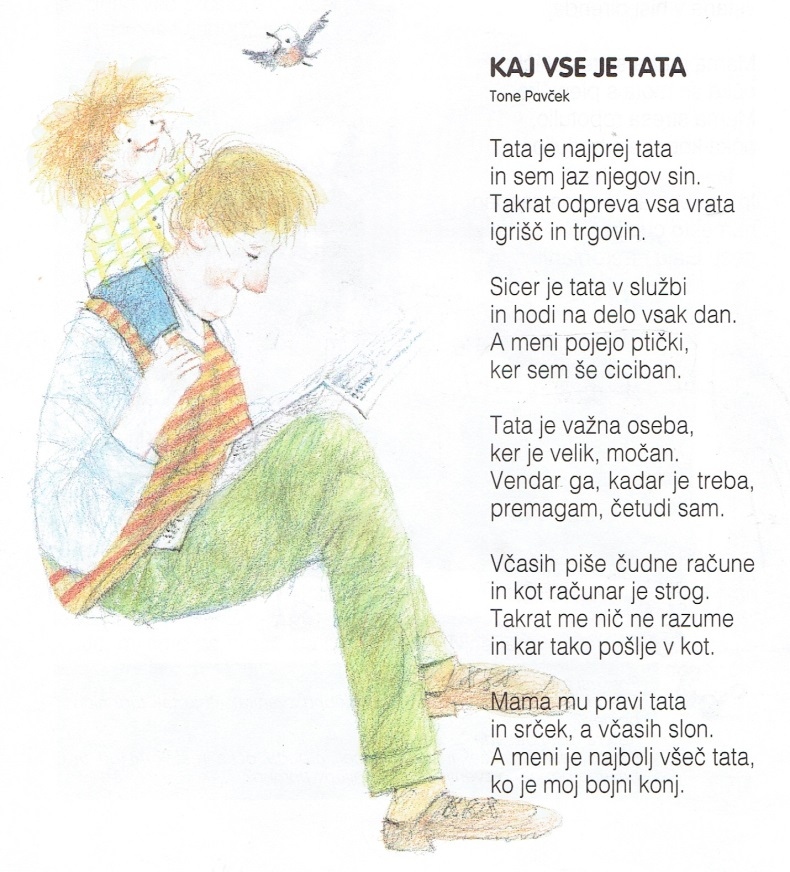 KAJ VSE JE TATA
Tone Pavček
Tata je najprej tata
in sem jaz njegov sin.
Takrat odpreva vsa vrata
igrišč in trgovin.
Sicer je tata v službi
in hodi na delo vsak dan.
A meni pojejo ptički,
ker sem še ciciban.
Tata je važna oseba,
ker je velik, močan.
Vendar ga, kadar je treba,
premagam, četudi sam.
Včasih piše čudne račune
in kot računar je strog.
Takrat me nič ne razume
in kar tako pošlje v kot.
Mama mu pravi tata
in srček, a včasih slon.
A meni je najbolj všeč tata,
ko je moj bojni konj.